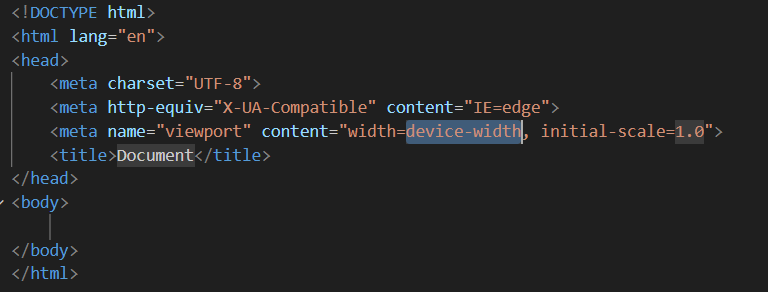 <!DOCTYPE html>
<html lang="en">
<head>
    <meta charset="UTF-8">
    <meta http-equiv="X-UA-Compatible" content="IE=edge">
    <meta name="viewport" content="width=device-width, initial-scale=1.0">
    <title>Document</title>
</head>
<body>
</body>
</html>